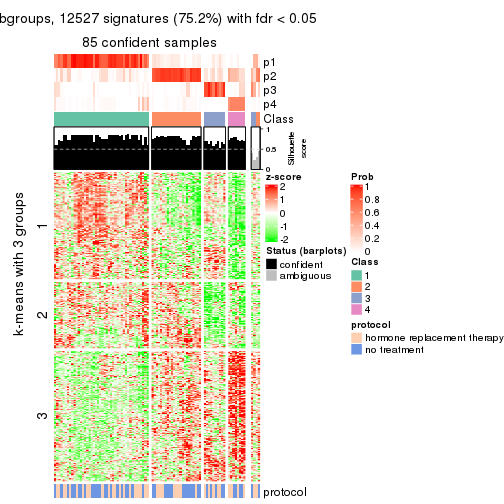 bgroups, 12527 signatures (75.2%) with fdr < 0.05
85 confident samples
p1
p2
p3
p4
Class
1
0.5
0
Silhouette
score
k-means with 3 groups
1
2
3
z-score
2
1
0
-1
-2
Status (barplots)
confident
ambiguous
Prob
1
0.8
0.6
0.4
0.2
0
Class
1
2
3
4
protocol
hormone replacement therapy
no treatment
protocol